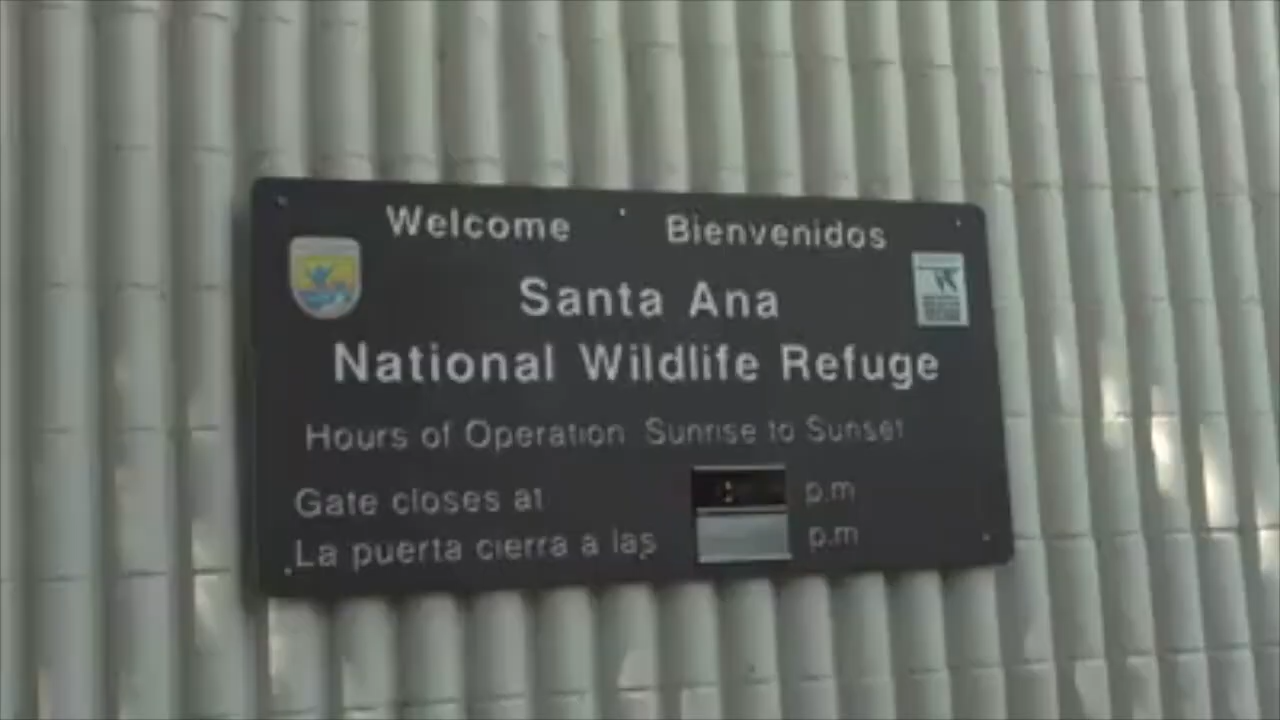 Welcome Bienvenidos
Santa Ana
National Wildlife Refuge
Hours of Operation Sunrise to Sunset
Gate closes at p.m
La puerta cierra a las p.m